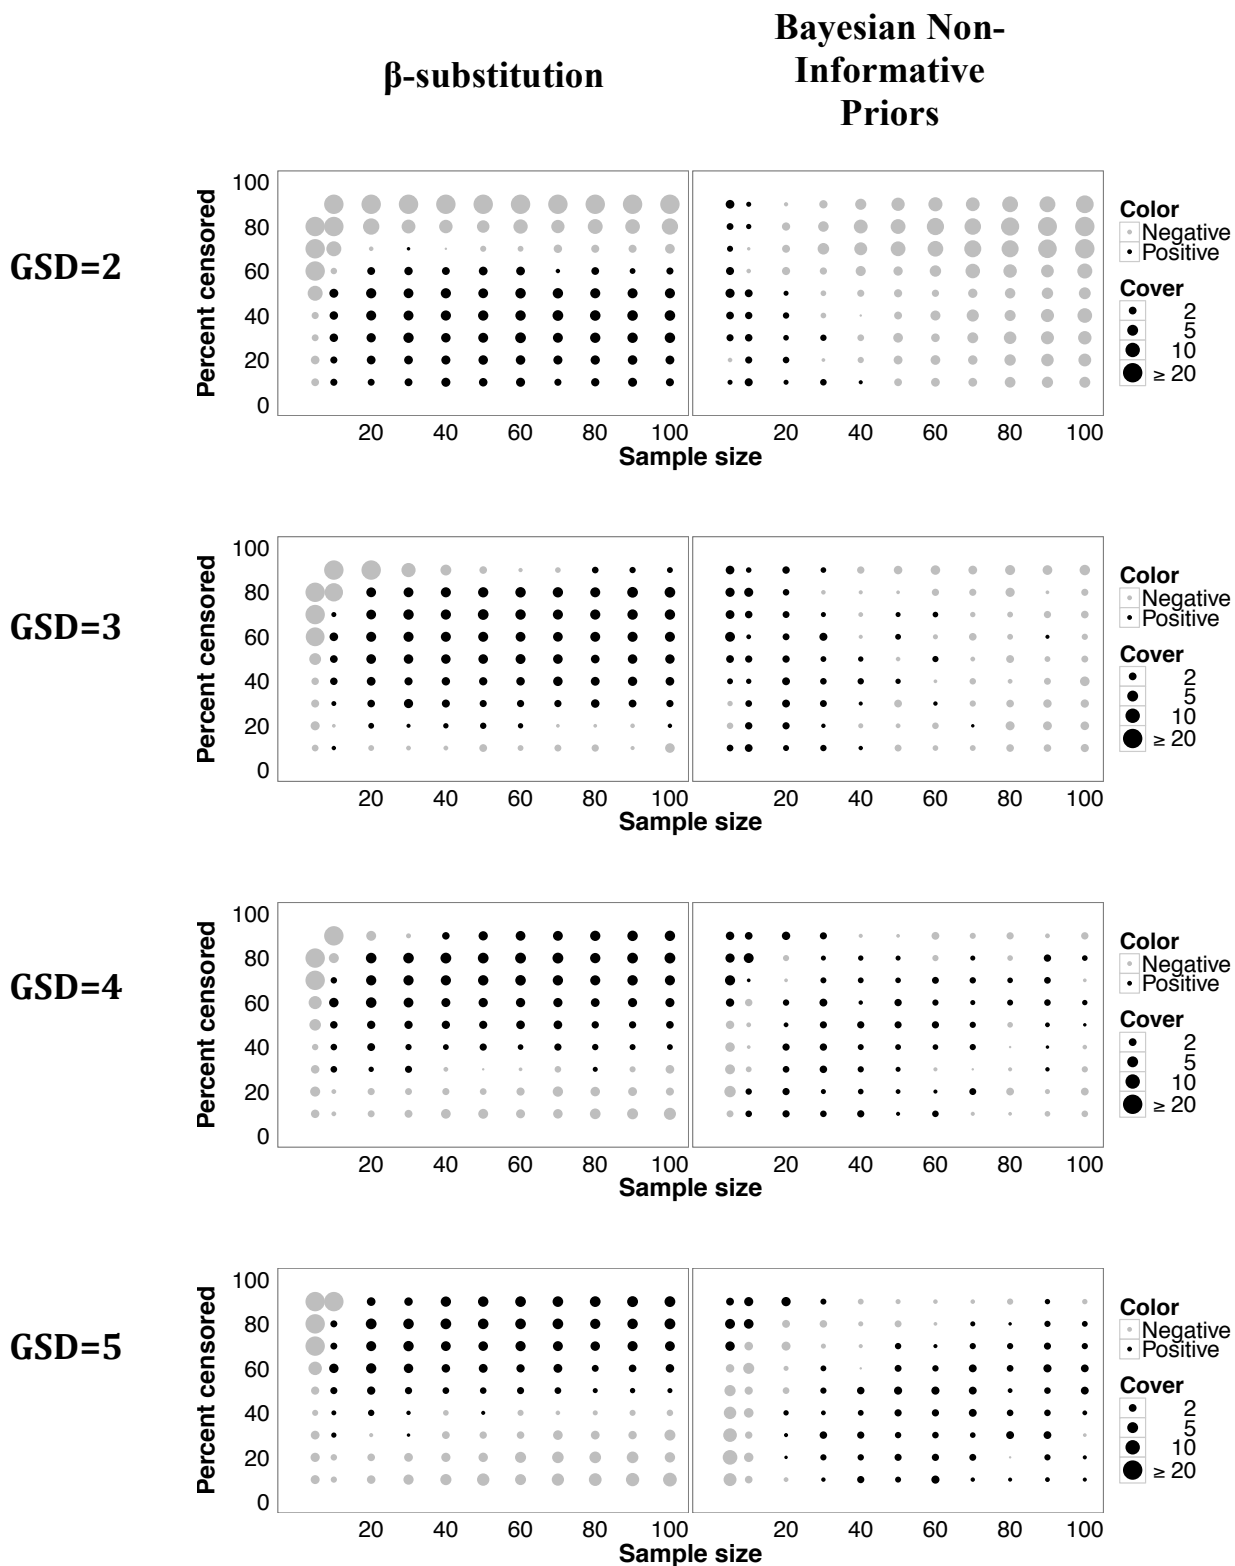 β-substitution
Bayesian Non-
Informative
Priors
GSD=2
Percent censored
100
80
60
40
20
0
20 40 60 80 100
20 40 60 80 100
Sample size
Color
Negative
Positive
Cover
2
5
10
≥ 20
GSD=3
Percent censored
100
80
60
40
20
0
20 40 60 80 100
20 40 60 80 100
Sample size
Color
Negative
Positive
Cover
2
5
10
≥ 20
GSD=4
Percent censored
100
80
60
40
20
0
20 40 60 80 100
20 40 60 80 100
Sample size
Color
Negative
Positive
Cover
2
5
10
≥ 20
GSD=5
Percent censored
100
80
60
40
20
0
20 40 60 80 100
20 40 60 80 100
Sample size
Color
Negative
Positive
Cover
2
5
10
≥ 20